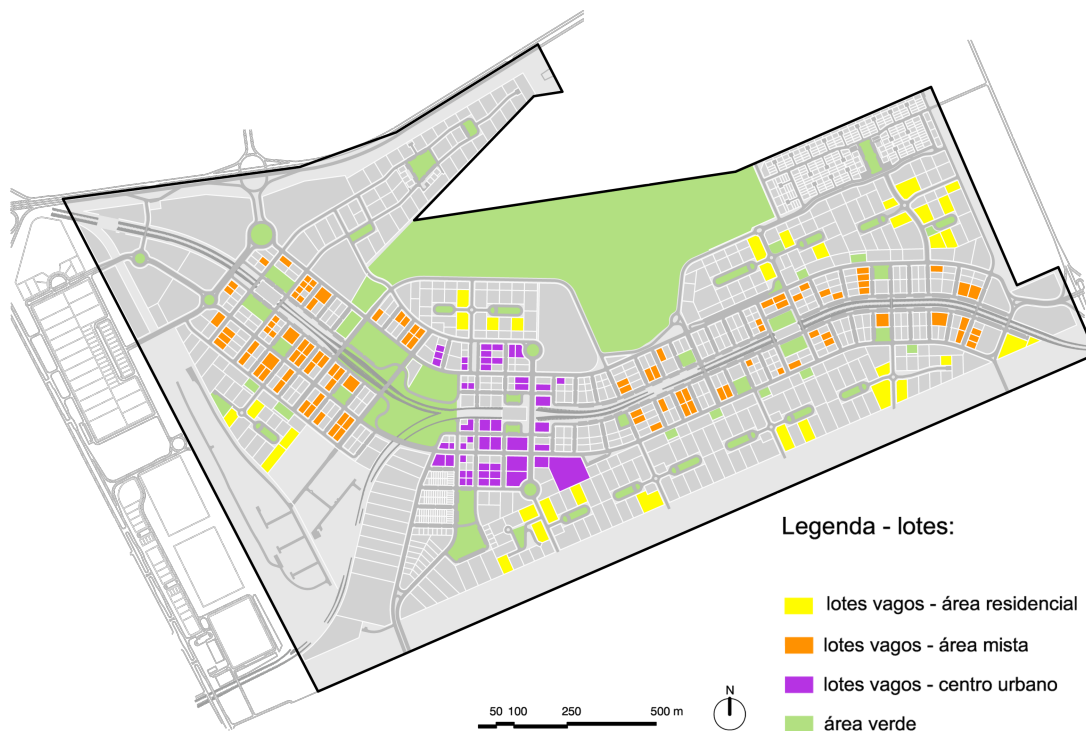 Legenda - lotes:
lotes vagos - área residencial
lotes vagos - área mista
lotes vagos - centro urbano
área verde
50 100 250 500 m
N